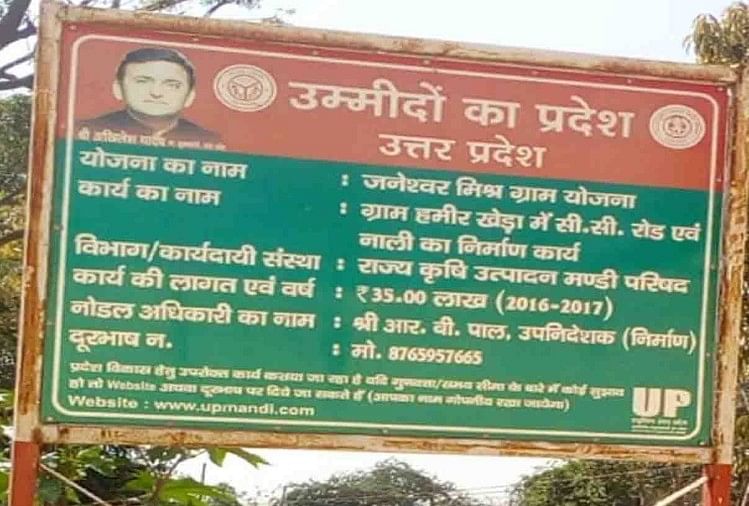 उम्मीदों का प्रदेश
उत्तर प्रदेश
श्री अखिलेश यादव
योजना का नाम : जनेश्वर मिश्र ग्राम योजना
कार्य का नाम : ग्राम हमीर खेड़ा में सी.सी. रोड एवं
नाली का निर्माण कार्य
विभाग/कार्यदायी संस्था : राज्य कृषि उत्पादन मण्डी परिषद
कार्य की लागत एवं वर्ष : ₹35.00 लाख (2016-2017)
नोडल अधिकारी का नाम : श्री आर. वी. पाल, उपनिदेशक (निर्माण)
दूरभाष न. : मो. 8765957665
प्रदेश विकास हेतु उपरोक्त कार्य कराया जा रहा है यदि गुणवत्ता/समय सीमा के बारे में कोई सुझाव
हो तो Website अथवा दूरभाष पर दिये जा सकते हैं (आपका नाम गोपनीय रखा जायेगा)
Website : www.upmandi.com
UP